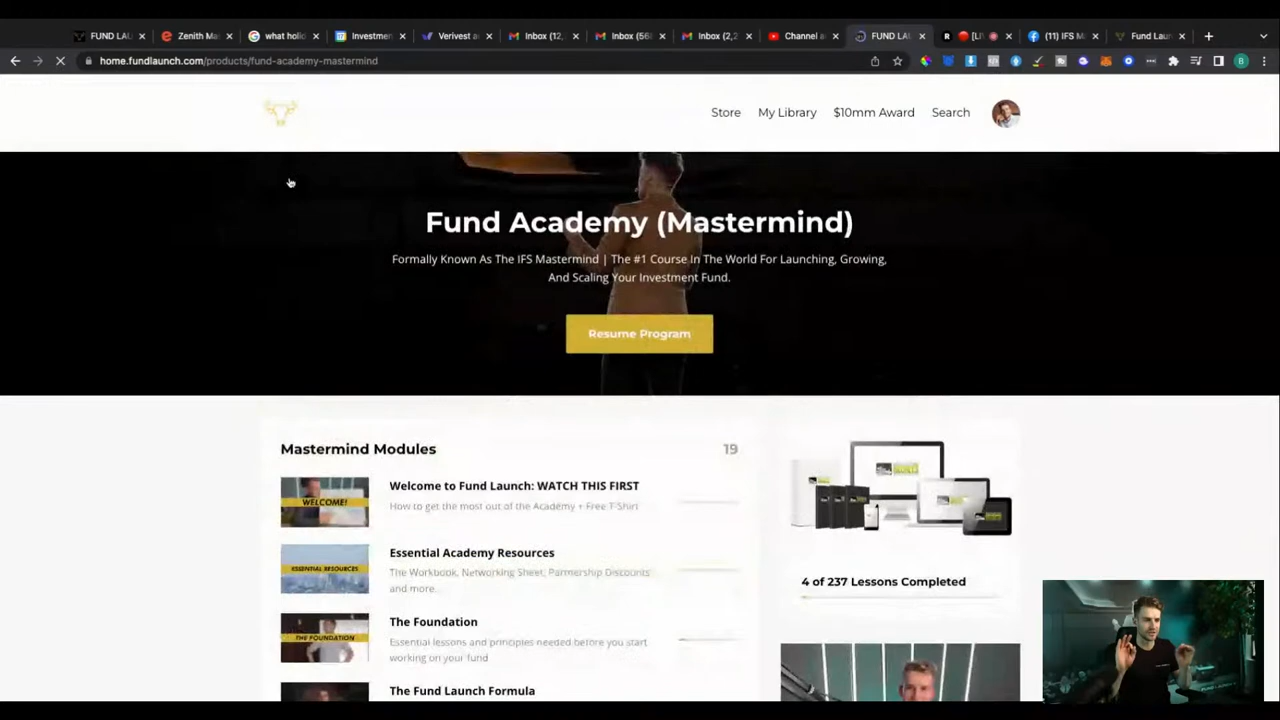 FUND LAU
Zenith Ma
what holid
Investmen
Verivest a
Inbox (12,
Inbox (56
Inbox (2,2
Channel a
FUND LA
[LI
(11) IFS M
Fund Laun
home.fundlaunch.com/products/fund-academy-mastermind
Store My Library $10mm Award Search
Fund Academy (Mastermind)
Formally Known As The IFS Mastermind | The #1 Course In The World For Launching, Growing,
And Scaling Your Investment Fund.
Resume Program
Mastermind Modules 19
WELCOME!
Welcome to Fund Launch: WATCH THIS FIRST
How to get the most out of the Academy + Free T-Shirt
ESSENTIAL RESOURCES
Essential Academy Resources
The Workbook, Networking Sheet, Parnership Discounts
and more.
4 of 237 Lessons Completed
THE FOUNDATION
The Foundation
Essential lessons and principles needed before you start
working on your fund
The Fund Launch Formula